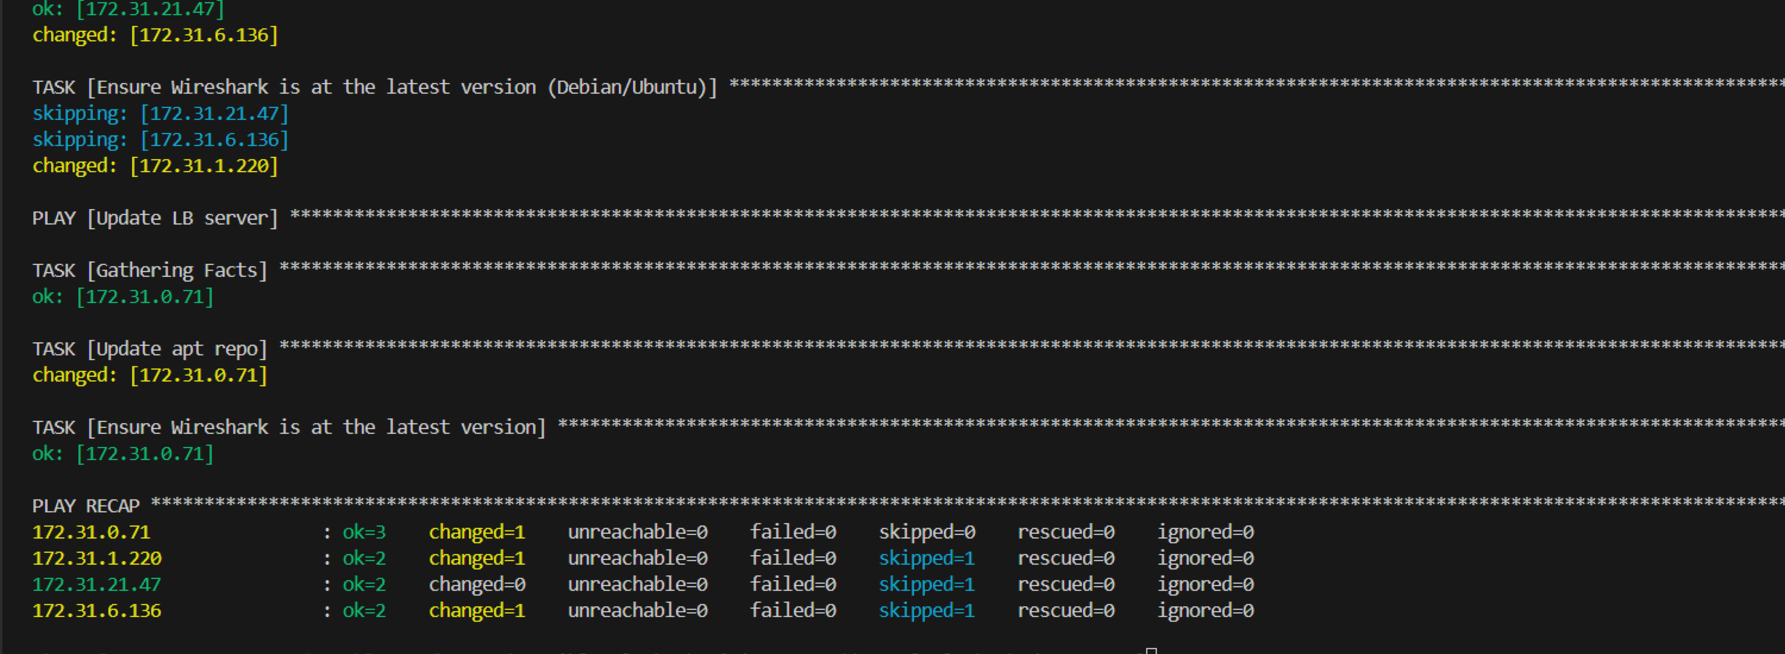 ok: [172.31.21.47]
changed: [172.31.6.136]
TASK [Ensure Wireshark is at the latest version (Debian/Ubuntu)] ***************************************************************************************************
skipping: [172.31.21.47]
skipping: [172.31.6.136]
changed: [172.31.1.220]
PLAY [Update LB server] ********************************************************************************************************************************************
TASK [Gathering Facts] *********************************************************************************************************************************************
ok: [172.31.0.71]
TASK [Update apt repo] *********************************************************************************************************************************************
changed: [172.31.0.71]
TASK [Ensure Wireshark is at the latest version] *******************************************************************************************************************
ok: [172.31.0.71]
PLAY RECAP *********************************************************************************************************************************************************
172.31.0.71 : ok=3 changed=1 unreachable=0 failed=0 skipped=0 rescued=0 ignored=0
172.31.1.220 : ok=2 changed=1 unreachable=0 failed=0 skipped=1 rescued=0 ignored=0
172.31.21.47 : ok=2 changed=0 unreachable=0 failed=0 skipped=1 rescued=0 ignored=0
172.31.6.136 : ok=2 changed=1 unreachable=0 failed=0 skipped=1 rescued=0 ignored=0